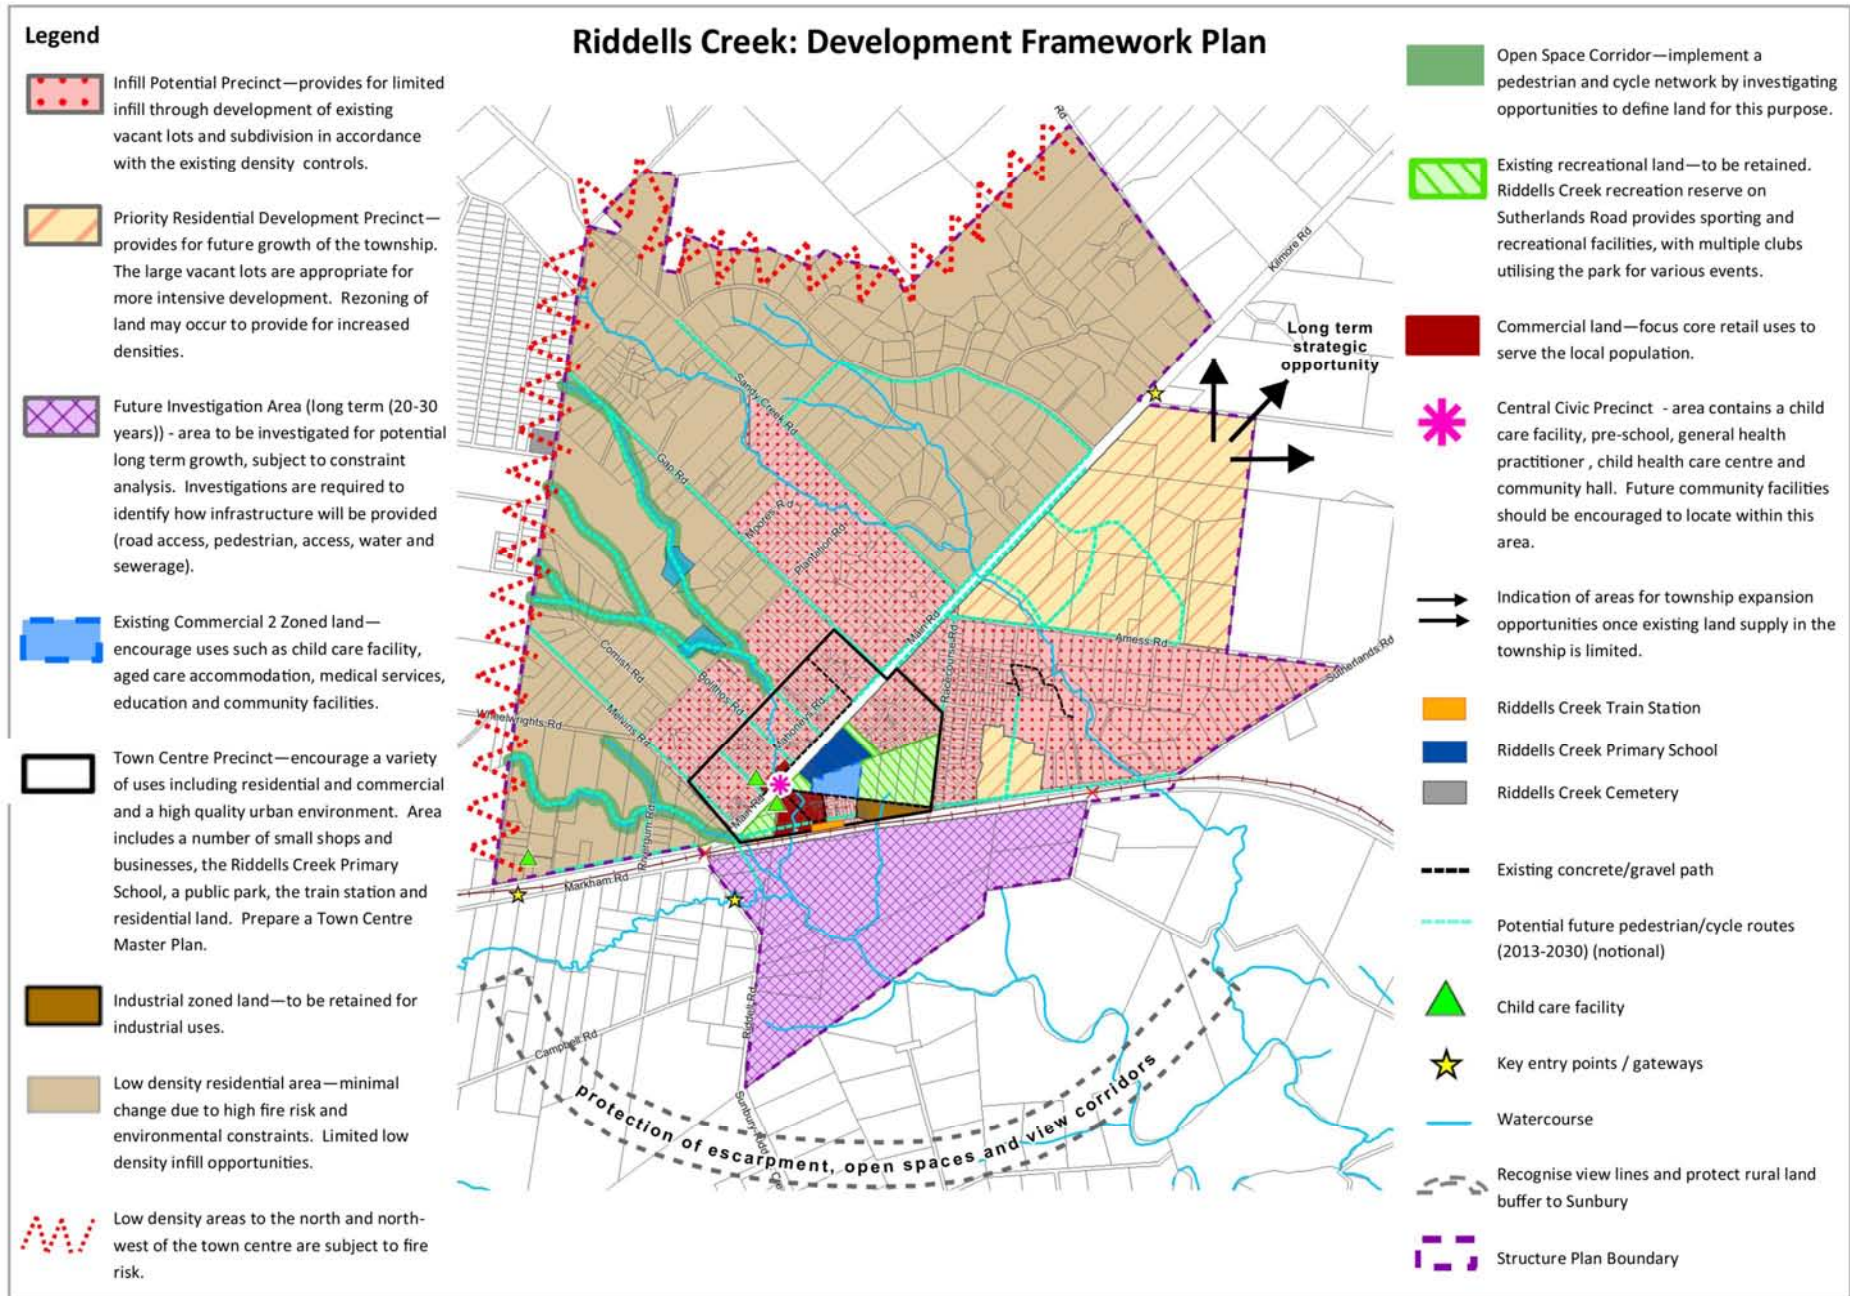 Riddells Creek: Development Framework Plan
Legend
Infill Potential Precinct—provides for limited
infill through development of existing
vacant lots and subdivision in accordance
with the existing density controls.
Priority Residential Development Precinct—
provides for future growth of the township.
The large vacant lots are appropriate for
more intensive development. Rezoning of
land may occur to provide for increased
densities.
Future Investigation Area (long term (20-30
years)) - area to be investigated for potential
long term growth, subject to constraint
analysis. Investigations are required to
identify how infrastructure will be provided
(road access, pedestrian, access, water and
sewerage).
Existing Commercial 2 Zoned land—
encourage uses such as child care facility,
aged care accommodation, medical services,
education and community facilities.
Town Centre Precinct—encourage a variety
of uses including residential and commercial
and a high quality urban environment. Area
includes a number of small shops and
businesses, the Riddells Creek Primary
School, a public park, the train station and
residential land. Prepare a Town Centre
Master Plan.
Industrial zoned land—to be retained for
industrial uses.
Low density residential area—minimal
change due to high fire risk and
environmental constraints. Limited low
density infill opportunities.
Low density areas to the north and north-
west of the town centre are subject to fire
risk.
Rd
Kilmore Rd
Long term
strategic
opportunity
Sandy Creek Rd
Gap Rd
Moores Rd
Plantation Rd
Main Rd
Racecourse Rd
Amess Rd
Sutherlands Rd
Cornish Rd
Bolithos Rd
Melvins Rd
Mahoneys Rd
Wheelwrights Rd
Main Rd
Rivergum Rd
Markham Rd
Riddell Rd
Campbell Rd
protection of escarpment, open spaces and view corridors
Open Space Corridor—implement a
pedestrian and cycle network by investigating
opportunities to define land for this purpose.
Existing recreational land—to be retained.
Riddells Creek recreation reserve on
Sutherlands Road provides sporting and
recreational facilities, with multiple clubs
utilising the park for various events.
Commercial land—focus core retail uses to
serve the local population.
Central Civic Precinct - area contains a child
care facility, pre-school, general health
practitioner , child health care centre and
community hall. Future community facilities
should be encouraged to locate within this
area.
Indication of areas for township expansion
opportunities once existing land supply in the
township is limited.
Riddells Creek Train Station
Riddells Creek Primary School
Riddells Creek Cemetery
Existing concrete/gravel path
Potential future pedestrian/cycle routes
(2013-2030) (notional)
Child care facility
Key entry points / gateways
Watercourse
Recognise view lines and protect rural land
buffer to Sunbury
Structure Plan Boundary